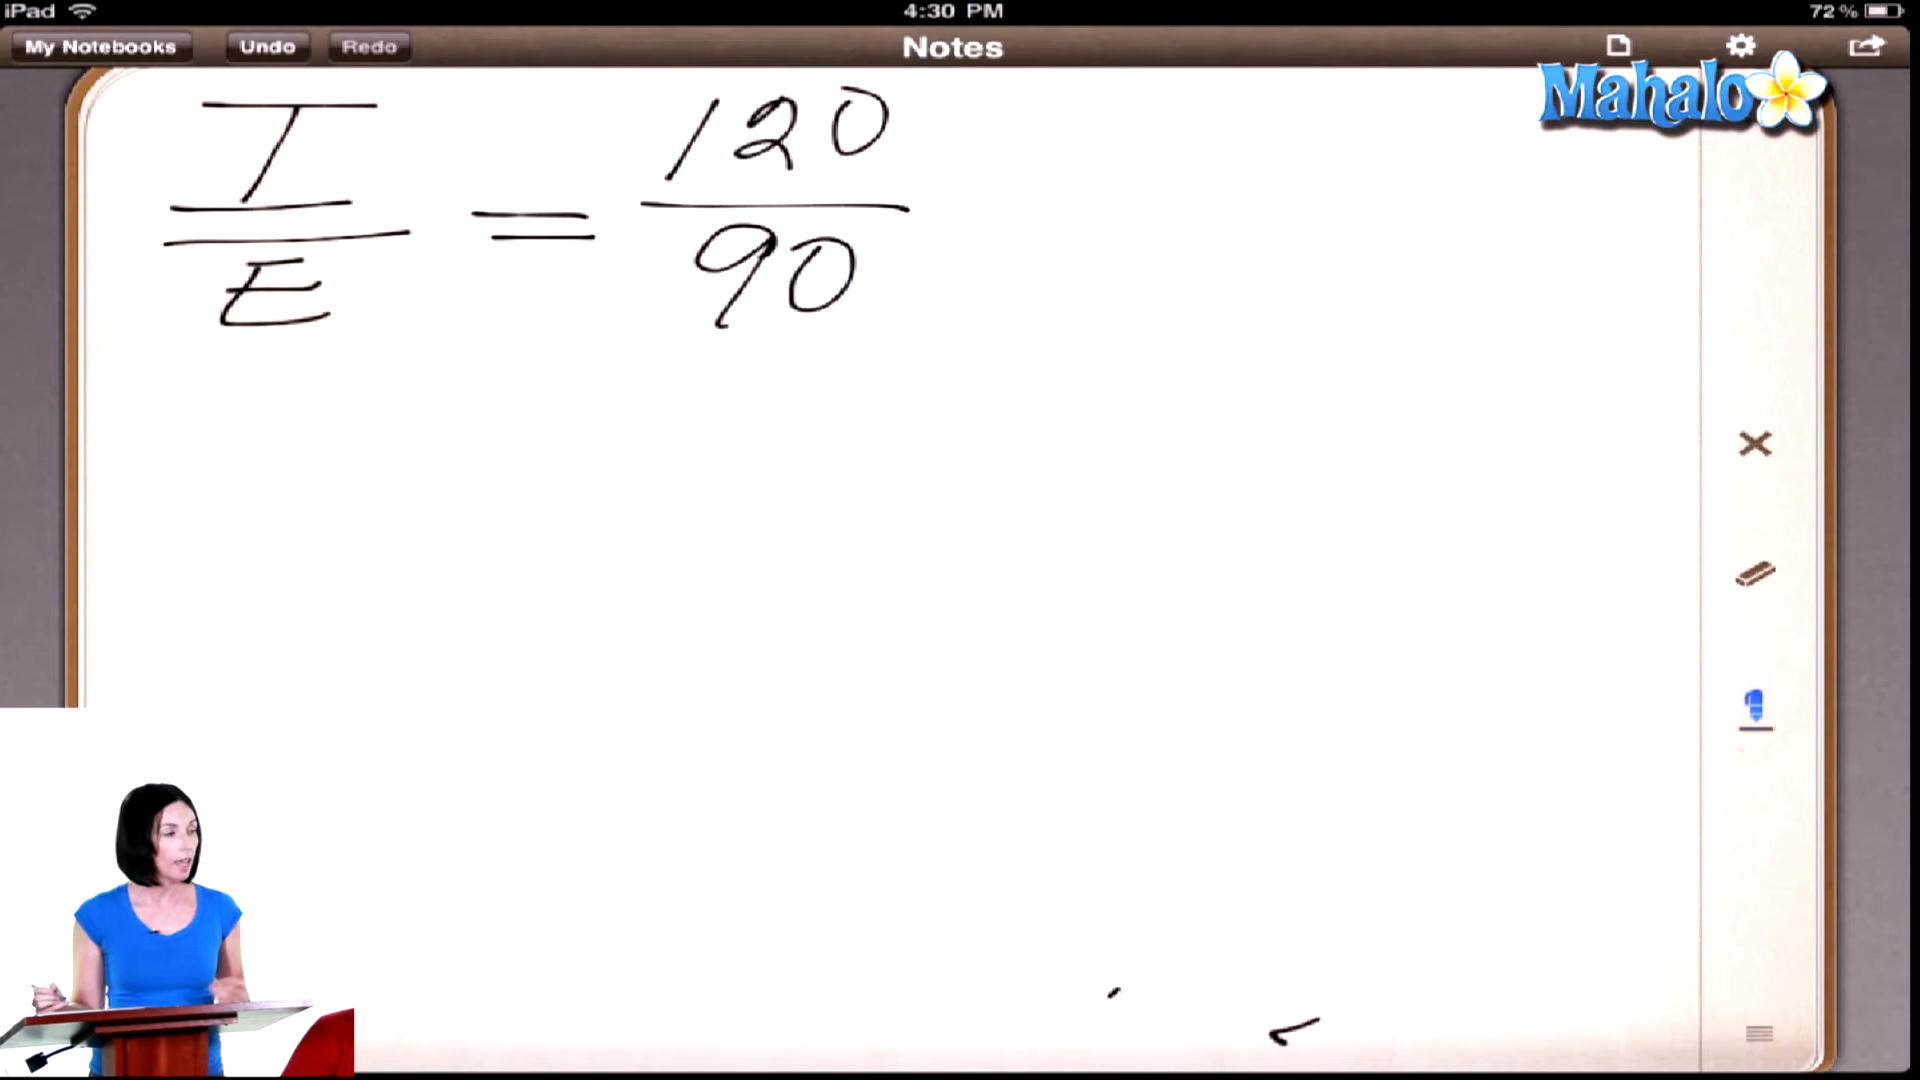 iPad 4:30 PM 72 %
My Notebooks Undo Redo Notes
Mahalo
I = 120
E 90